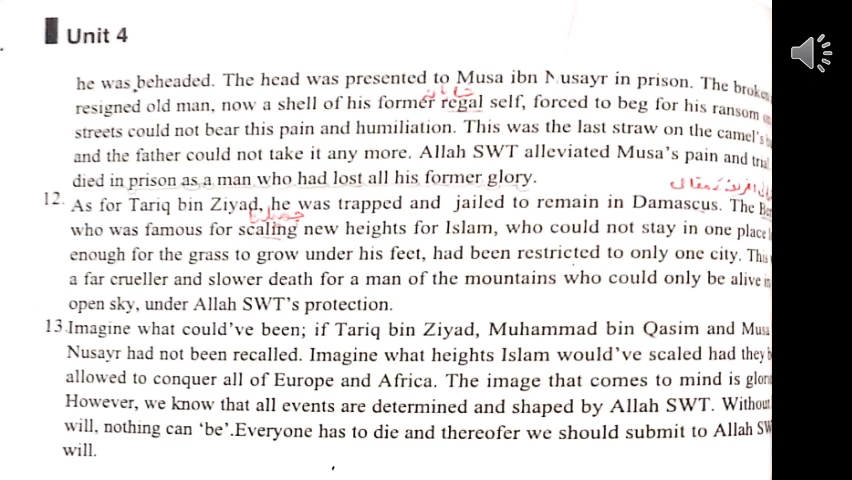 Unit 4
he was beheaded. The head was presented to Musa ibn Nusayr in prison. The broken
resigned old man, now a shell of his former regal self, forced to beg for his ransom on
streets could not bear this pain and humiliation. This was the last straw on the camel's
and the father could not take it any more. Allah SWT alleviated Musa's pain and trial
died in prison as a man who had lost all his former glory.
12. As for Tariq bin Ziyad, he was trapped and jailed to remain in Damascus. The
who was famous for scaling new heights for Islam, who could not stay in one place
enough for the grass to grow under his feet, had been restricted to only one city. This
a far crueller and slower death for a man of the mountains who could only be alive in
open sky, under Allah SWT's protection.
13. Imagine what could've been; if Tariq bin Ziyad, Muhammad bin Qasim and Musa
Nusayr had not been recalled. Imagine what heights Islam would've scaled had they
allowed to conquer all of Europe and Africa. The image that comes to mind is
However, we know that all events are determined and shaped by Allah SWT. Without
will, nothing can 'be'.Everyone has to die and thereofer we should submit to Allah
will.